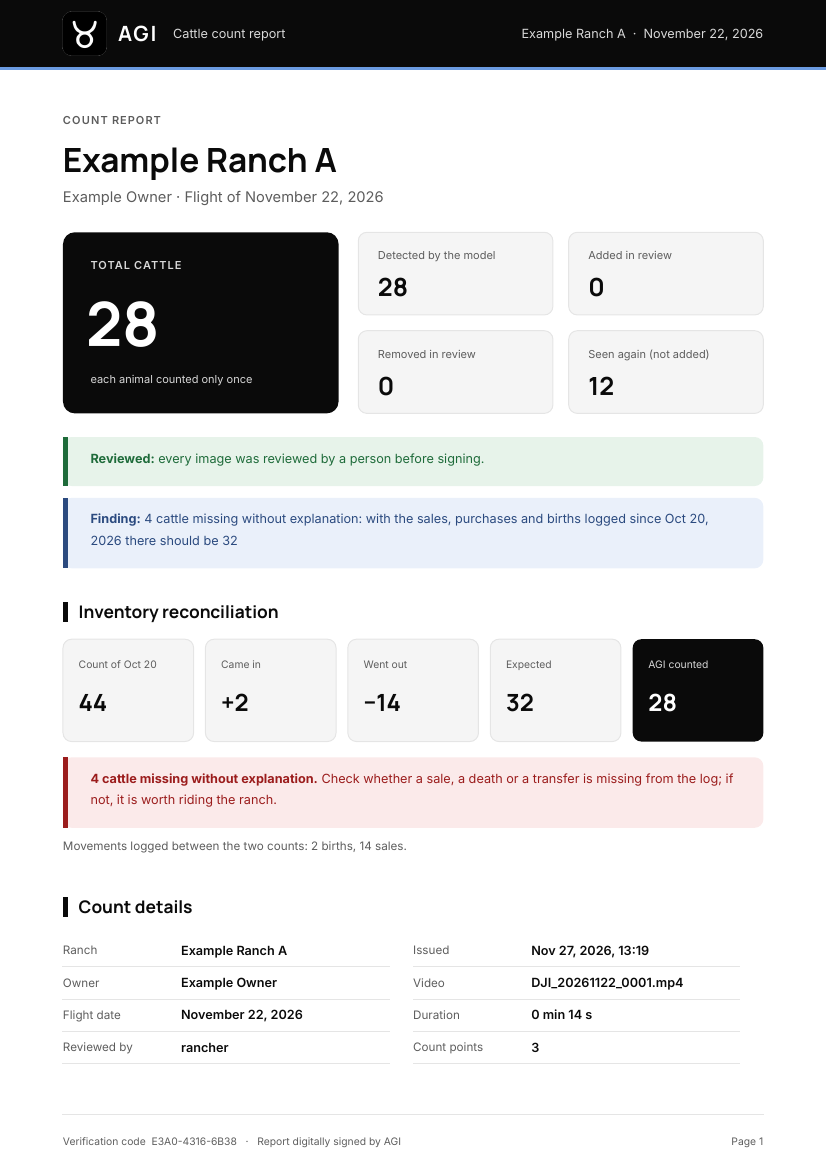 AGI Cattle count report Example Ranch A · November 22, 2026
COUNT REPORT
Example Ranch A
Example Owner · Flight of November 22, 2026
TOTAL CATTLE
28
each animal counted only once
Detected by the model
28
Added in review
0
Removed in review
0
Seen again (not added)
12
Reviewed: every image was reviewed by a person before signing.
Finding: 4 cattle missing without explanation: with the sales, purchases and births logged since Oct 20,
2026 there should be 32
Inventory reconciliation
Count of Oct 20
44
Came in
+2
Went out
−14
Expected
32
AGI counted
28
4 cattle missing without explanation. Check whether a sale, a death or a transfer is missing from the log; if
not, it is worth riding the ranch.
Movements logged between the two counts: 2 births, 14 sales.
Count details
Ranch Example Ranch A
Owner Example Owner
Flight date November 22, 2026
Reviewed by rancher
Issued Nov 27, 2026, 13:19
Video DJI_20261122_0001.mp4
Duration 0 min 14 s
Count points 3
Verification code E3A0-4316-6B38 · Report digitally signed by AGI
Page 1